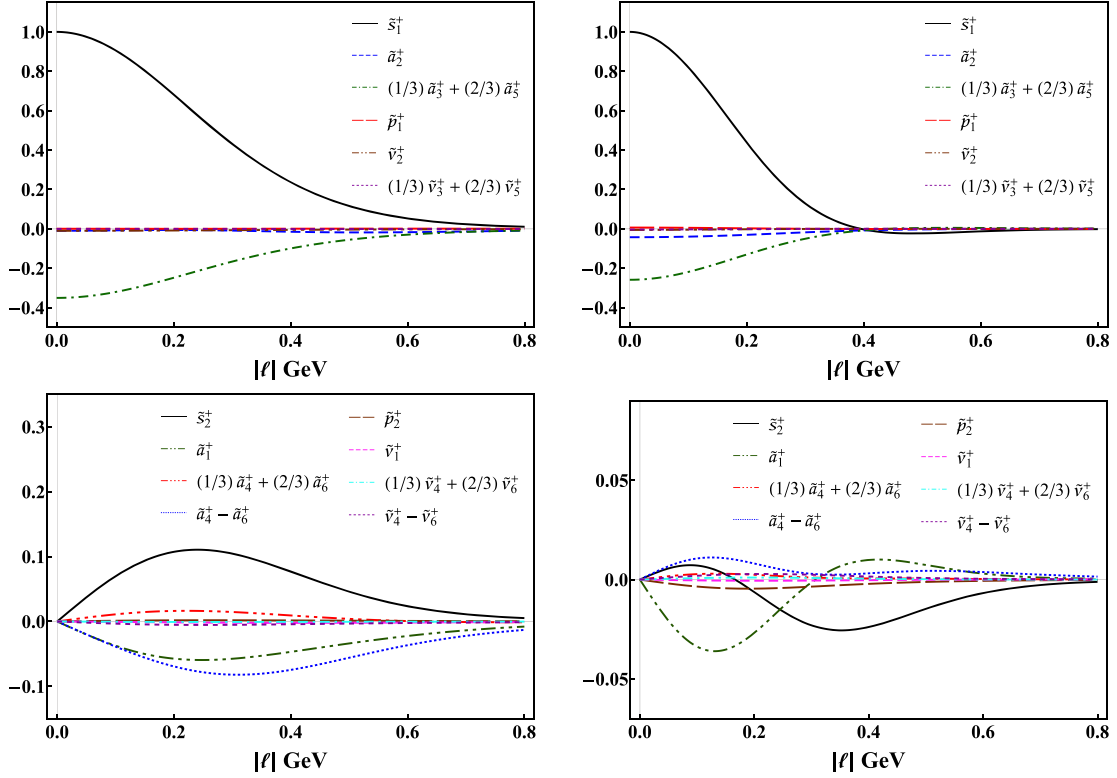 1.0
0.8
0.6
0.4
0.2
0.0
−0.2
−0.4
s̃₁⁺
ã₂⁺
(1/3) ã₃⁺ + (2/3) ã₅⁺
p̃₁⁺
ṽ₂⁺
(1/3) ṽ₃⁺ + (2/3) ṽ₅⁺
0.0 0.2 0.4 0.6 0.8
|ℓ| GeV
1.0
0.8
0.6
0.4
0.2
0.0
−0.2
−0.4
s̃₁⁺
ã₂⁺
(1/3) ã₃⁺ + (2/3) ã₅⁺
p̃₁⁺
ṽ₂⁺
(1/3) ṽ₃⁺ + (2/3) ṽ₅⁺
0.0 0.2 0.4 0.6 0.8
|ℓ| GeV
0.3
0.2
0.1
0.0
−0.1
s̃₂⁺ p̃₂⁺
ã₁⁺ ṽ₁⁺
(1/3) ã₄⁺ + (2/3) ã₆⁺ (1/3) ṽ₄⁺ + (2/3) ṽ₆⁺
ã₄⁺ − ã₆⁺ ṽ₄⁺ − ṽ₆⁺
0.0 0.2 0.4 0.6 0.8
|ℓ| GeV
0.05
0.00
−0.05
s̃₂⁺ p̃₂⁺
ã₁⁺ ṽ₁⁺
(1/3) ã₄⁺ + (2/3) ã₆⁺ (1/3) ṽ₄⁺ + (2/3) ṽ₆⁺
ã₄⁺ − ã₆⁺ ṽ₄⁺ − ṽ₆⁺
0.0 0.2 0.4 0.6 0.8
|ℓ| GeV